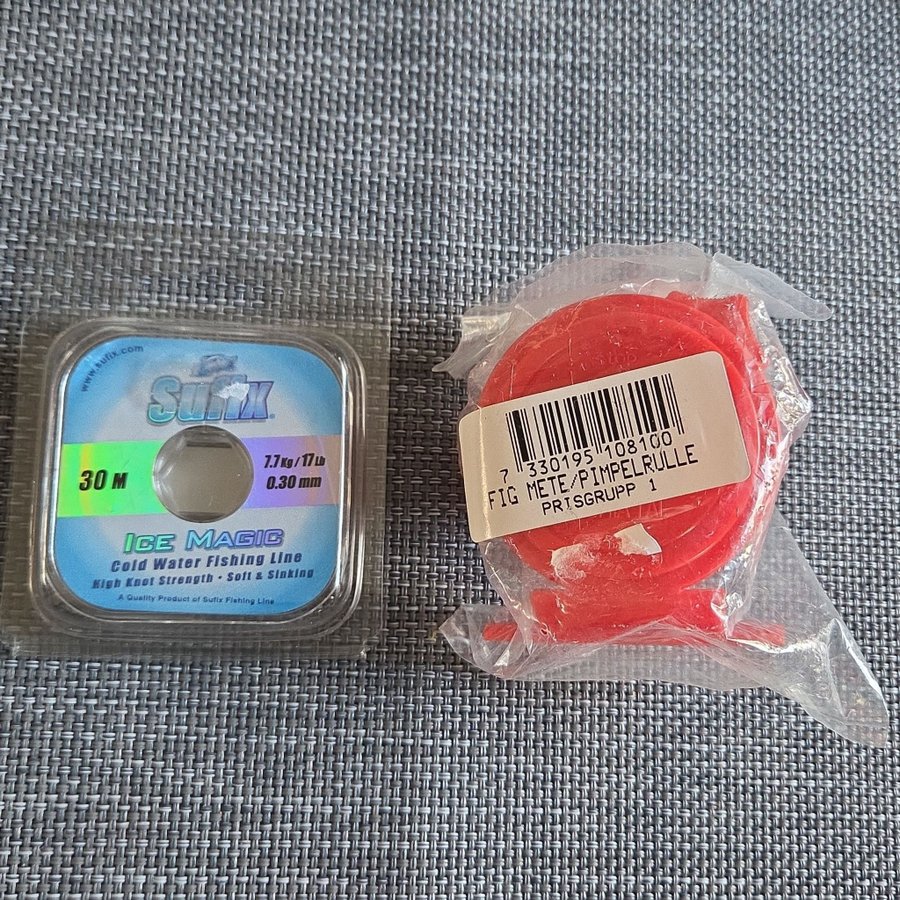 www.sufix.com
Sufix®
30 M
7.7 Kg / 17 Lb
0.30 mm
ICE MAGIC
Cold Water Fishing Line
High Knot Strength • Soft & Sinking
A Quality Product of Sufix Fishing Line
7 330195 108100
FIG METE/PIMPELRULLE
PRISGRUPP 1